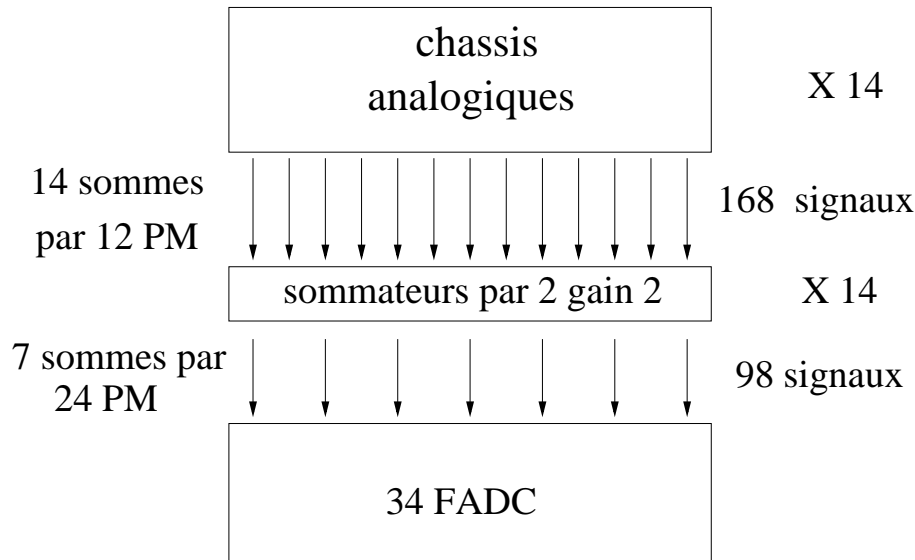 chassis
analogiques
X 14
14 sommes
par 12 PM
168 signaux
sommateurs par 2 gain 2
X 14
7 sommes par
24 PM
98 signaux
34 FADC